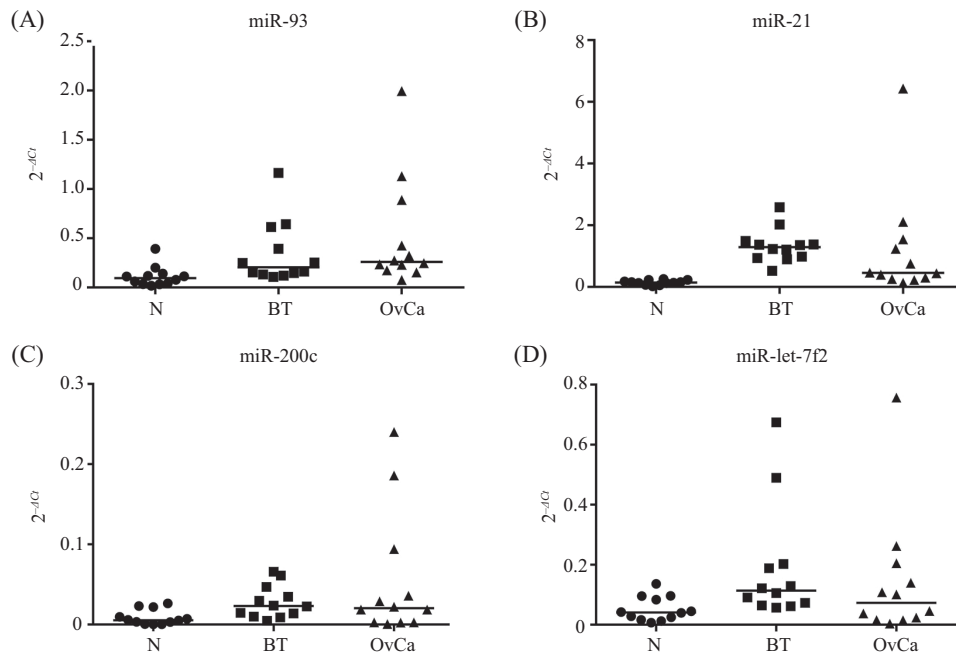 (A)
miR-93
2.5
2.0
1.5
1.0
0.5
0
2^{-ΔCt}
N BT OvCa
(B)
miR-21
8
6
4
2
0
2^{-ΔCt}
N BT OvCa
(C)
miR-200c
0.3
0.2
0.1
0
2^{-ΔCt}
N BT OvCa
(D)
miR-let-7f2
0.8
0.6
0.4
0.2
0
2^{-ΔCt}
N BT OvCa